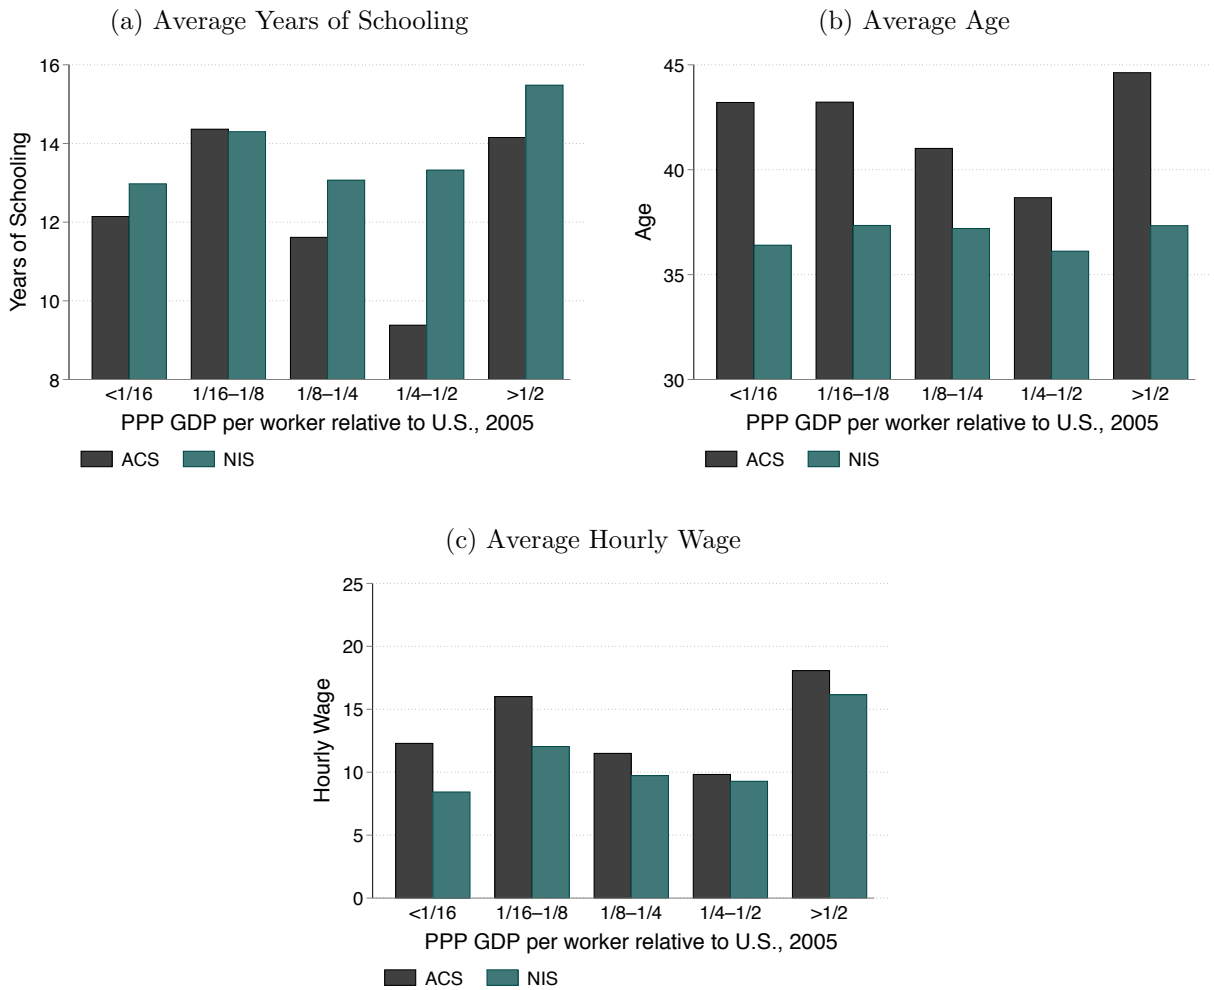 (a) Average Years of Schooling
16
14
12
10
8
Years of Schooling
<1/16 1/16–1/8 1/8–1/4 1/4–1/2 >1/2
PPP GDP per worker relative to U.S., 2005
ACS NIS
(b) Average Age
45
40
35
30
Age
<1/16 1/16–1/8 1/8–1/4 1/4–1/2 >1/2
PPP GDP per worker relative to U.S., 2005
ACS NIS
(c) Average Hourly Wage
25
20
15
10
5
0
Hourly Wage
<1/16 1/16–1/8 1/8–1/4 1/4–1/2 >1/2
PPP GDP per worker relative to U.S., 2005
ACS NIS